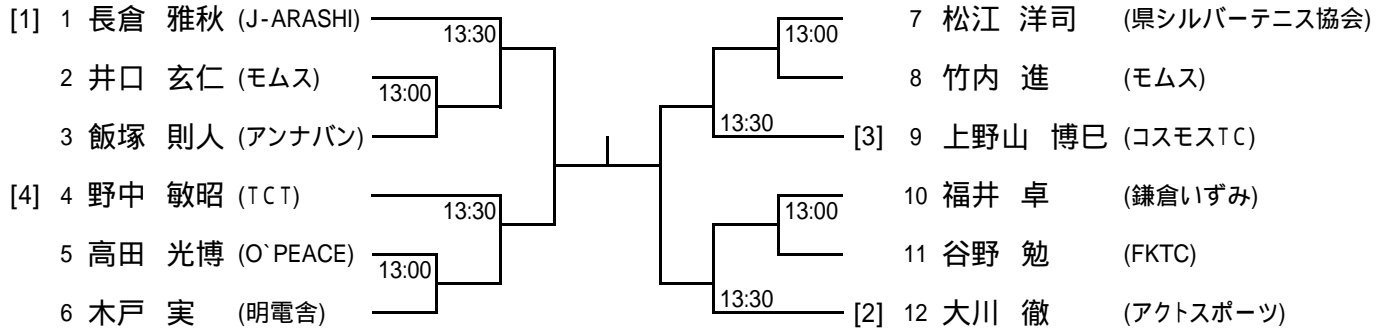 [1] 1 長倉 雅秋 (J-ARASHI)
13:30
2 井口 玄仁 (モムス)
13:00
3 飯塚 則人 (アンナバン)
[4] 4 野中 敏昭 (TCT)
13:30
5 高田 光博 (O`PEACE)
13:00
6 木戸 実 (明電舎)
7 松江 洋司 (県シルバーテニス協会)
13:00
8 竹内 進 (モムス)
13:30
[3] 9 上野山 博巳 (コスモスTC)
10 福井 卓 (鎌倉いずみ)
13:00
11 谷野 勉 (FKTC)
13:30
[2] 12 大川 徹 (アクトスポーツ)